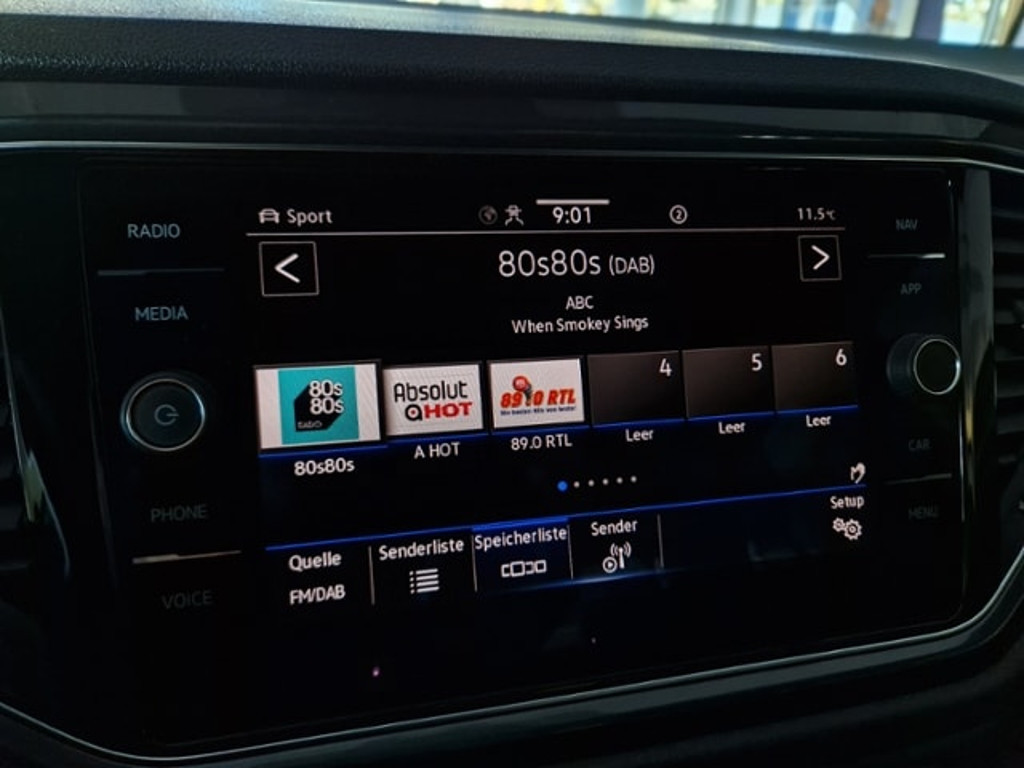 RADIO
MEDIA
PHONE
VOICE
Sport
9:01
2
11.5°C
80s80s (DAB)
ABC
When Smokey Sings
80s
80s
RADIO
Absolut
HOT
89.0 RTL
4
5
6
80s80s
A HOT
89.0 RTL
Leer
Leer
Leer
Quelle
FM/DAB
Senderliste
Speicherliste
Sender
Setup
NAV
APP
CAR
MENU